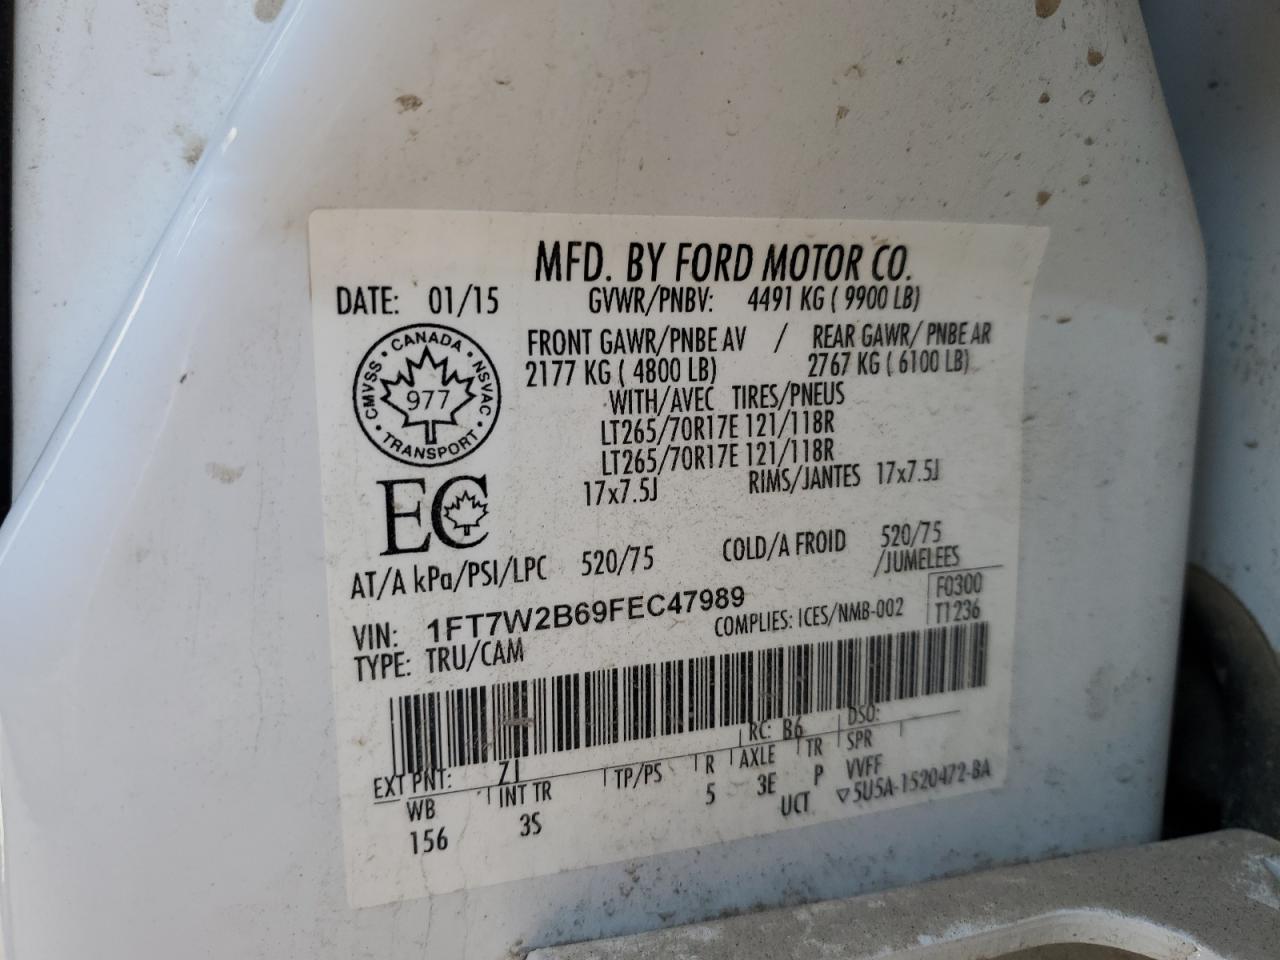 MFD. BY FORD MOTOR CO.
DATE: 01/15 GVWR/PNBV: 4491 KG ( 9900 LB)
FRONT GAWR/PNBE AV / REAR GAWR/ PNBE AR
2177 KG ( 4800 LB) 2767 KG ( 6100 LB)
WITH/AVEC TIRES/PNEUS
LT265/70R17E 121/118R
LT265/70R17E 121/118R
17x7.5J RIMS/JANTES 17x7.5J
CANADA
CMVSS • NSVAC
977
TRANSPORT
EC
AT/A kPa/PSI/LPC 520/75 COLD/A FROID 520/75
/JUMELEES
VIN: 1FT7W2B69FEC47989
F0300
COMPLIES: ICES/NMB-002 T1236
TYPE: TRU/CAM
EXT PNT: Z1 RC: B6 DSO:
WB INT TR TP/PS R AXLE TR SPR
156 3S 5 3E P VVFF
UCT ▽5U5A-1520472-BA